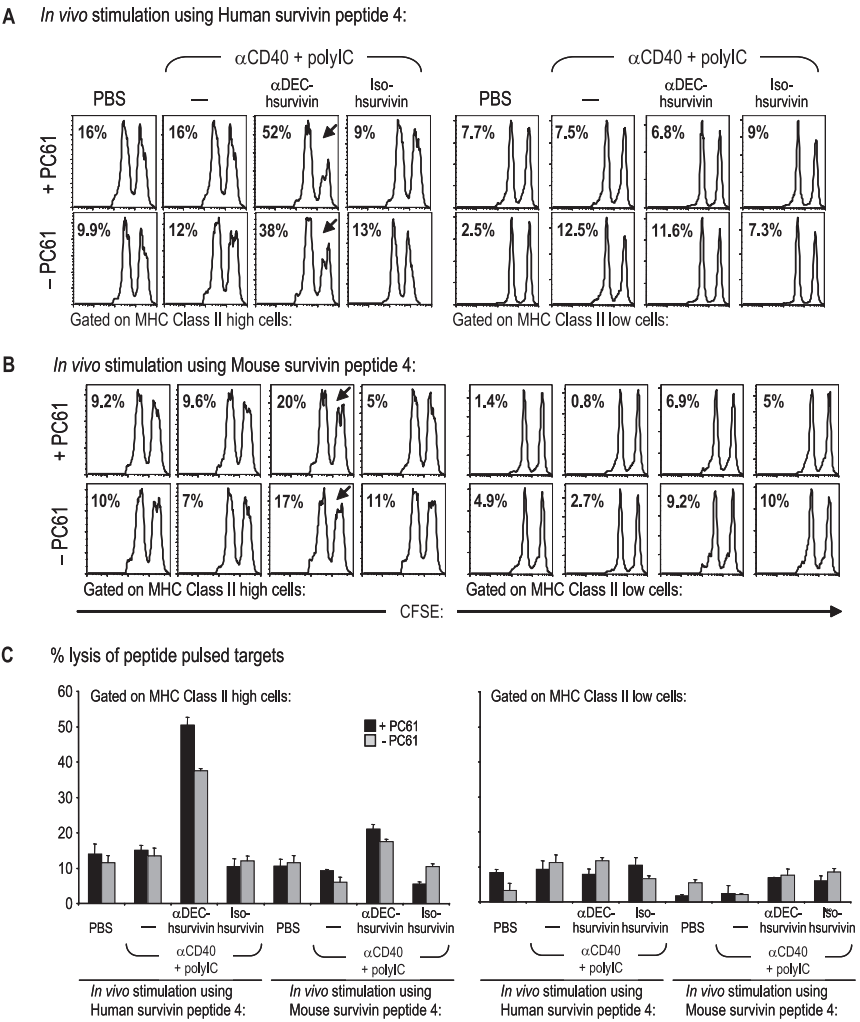 A In vivo stimulation using Human survivin peptide 4:
αCD40 + polyIC αCD40 + polyIC
PBS — αDEC-hsurvivin Iso-hsurvivin PBS — αDEC-hsurvivin Iso-hsurvivin
+ PC61 16% 16% 52% 9% 7.7% 7.5% 6.8% 9%
– PC61 9.9% 12% 38% 13% 2.5% 12.5% 11.6% 7.3%
Gated on MHC Class II high cells: Gated on MHC Class II low cells:
B In vivo stimulation using Mouse survivin peptide 4:
+ PC61 9.2% 9.6% 20% 5% 1.4% 0.8% 6.9% 5%
– PC61 10% 7% 17% 11% 4.9% 2.7% 9.2% 10%
Gated on MHC Class II high cells: Gated on MHC Class II low cells:
CFSE:
C % lysis of peptide pulsed targets
60
50
40
30
20
10
0
Gated on MHC Class II high cells: Gated on MHC Class II low cells:
+ PC61
- PC61
PBS — αDEC-hsurvivin Iso-hsurvivin PBS — αDEC-hsurvivin Iso-hsurvivin PBS — αDEC-hsurvivin Iso-hsurvivin PBS — αDEC-hsurvivin Iso-hsurvivin
αCD40 + polyIC αCD40 + polyIC αCD40 + polyIC αCD40 + polyIC
In vivo stimulation using Human survivin peptide 4: In vivo stimulation using Mouse survivin peptide 4: In vivo stimulation using Human survivin peptide 4: In vivo stimulation using Mouse survivin peptide 4: